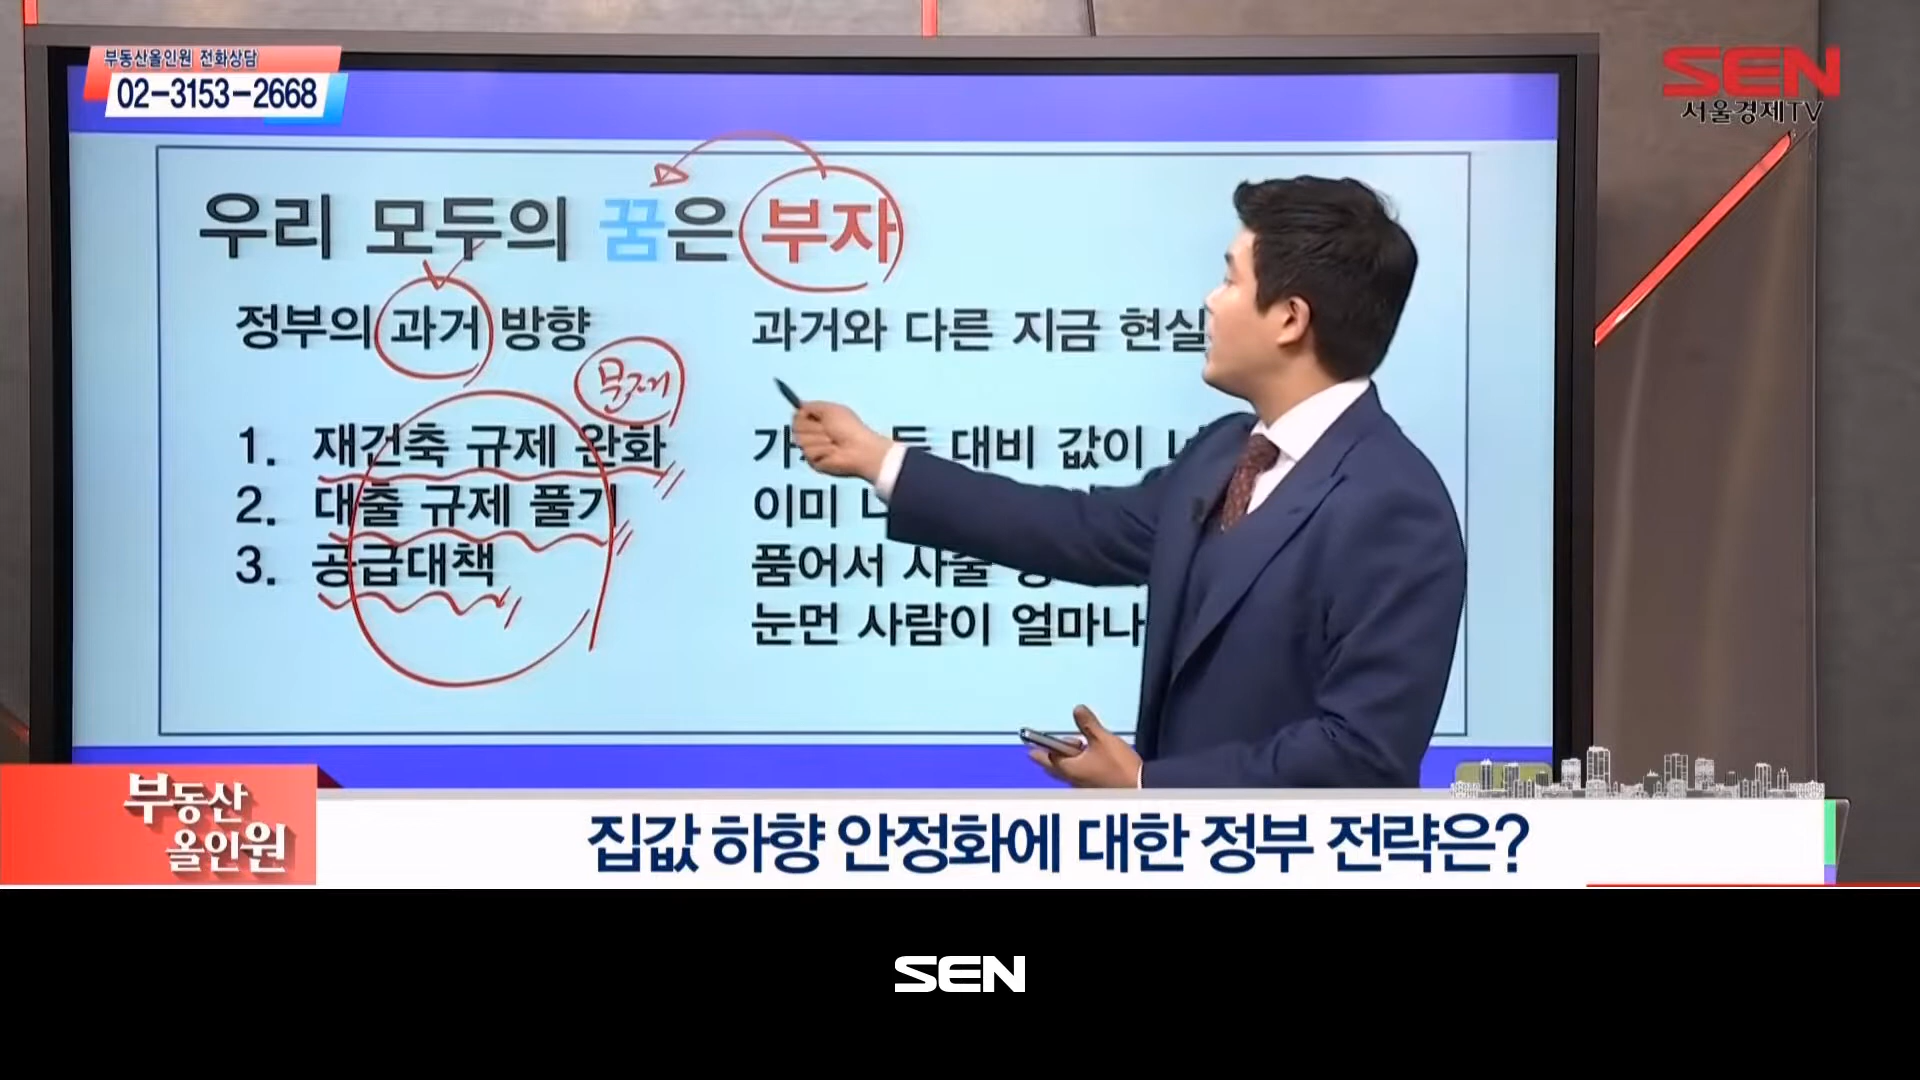 부동산올인원 전화상담
02-3153-2668
SEN
서울경제TV
우리 모두의 꿈은 부자
정부의 과거 방향
과거와 다른 지금 현실
문제
1. 재건축 규제 완화
2. 대출 규제 풀기
3. 공급대책
대비 값이
이미
품어서
눈먼 사람이 얼마나
부동산
올인원
집값 하향 안정화에 대한 정부 전략은?
SEN